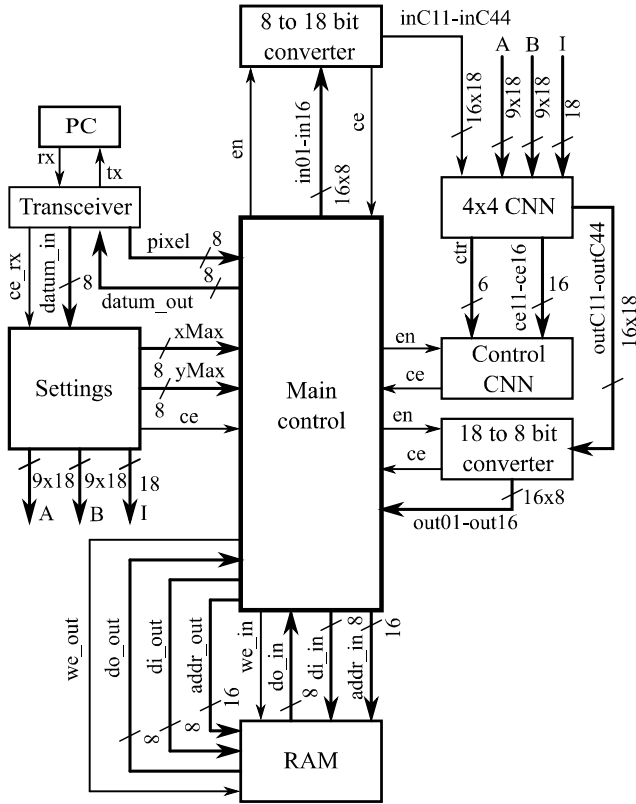 8 to 18 bit
converter
inC11-inC44
A
B
I
16x18
9x18
9x18
18
en
in01-in16
16x8
ce
PC
rx
tx
Transceiver
4x4 CNN
pixel
8
ce_rx
datum_in
8
datum_out
8
ctr
6
ce11-ce16
16
outC11-outC44
16x18
Settings
xMax
8
yMax
8
ce
Main
control
en
ce
Control
CNN
en
ce
18 to 8 bit
converter
9x18
9x18
18
A
B
I
16x8
out01-out16
we_out
do_out
8
di_out
8
addr_out
16
we_in
do_in
8
di_in
8
addr_in
16
RAM